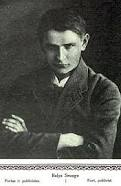 Balys Sruoga
Poetas ir publicistas.
Poet, publicist.